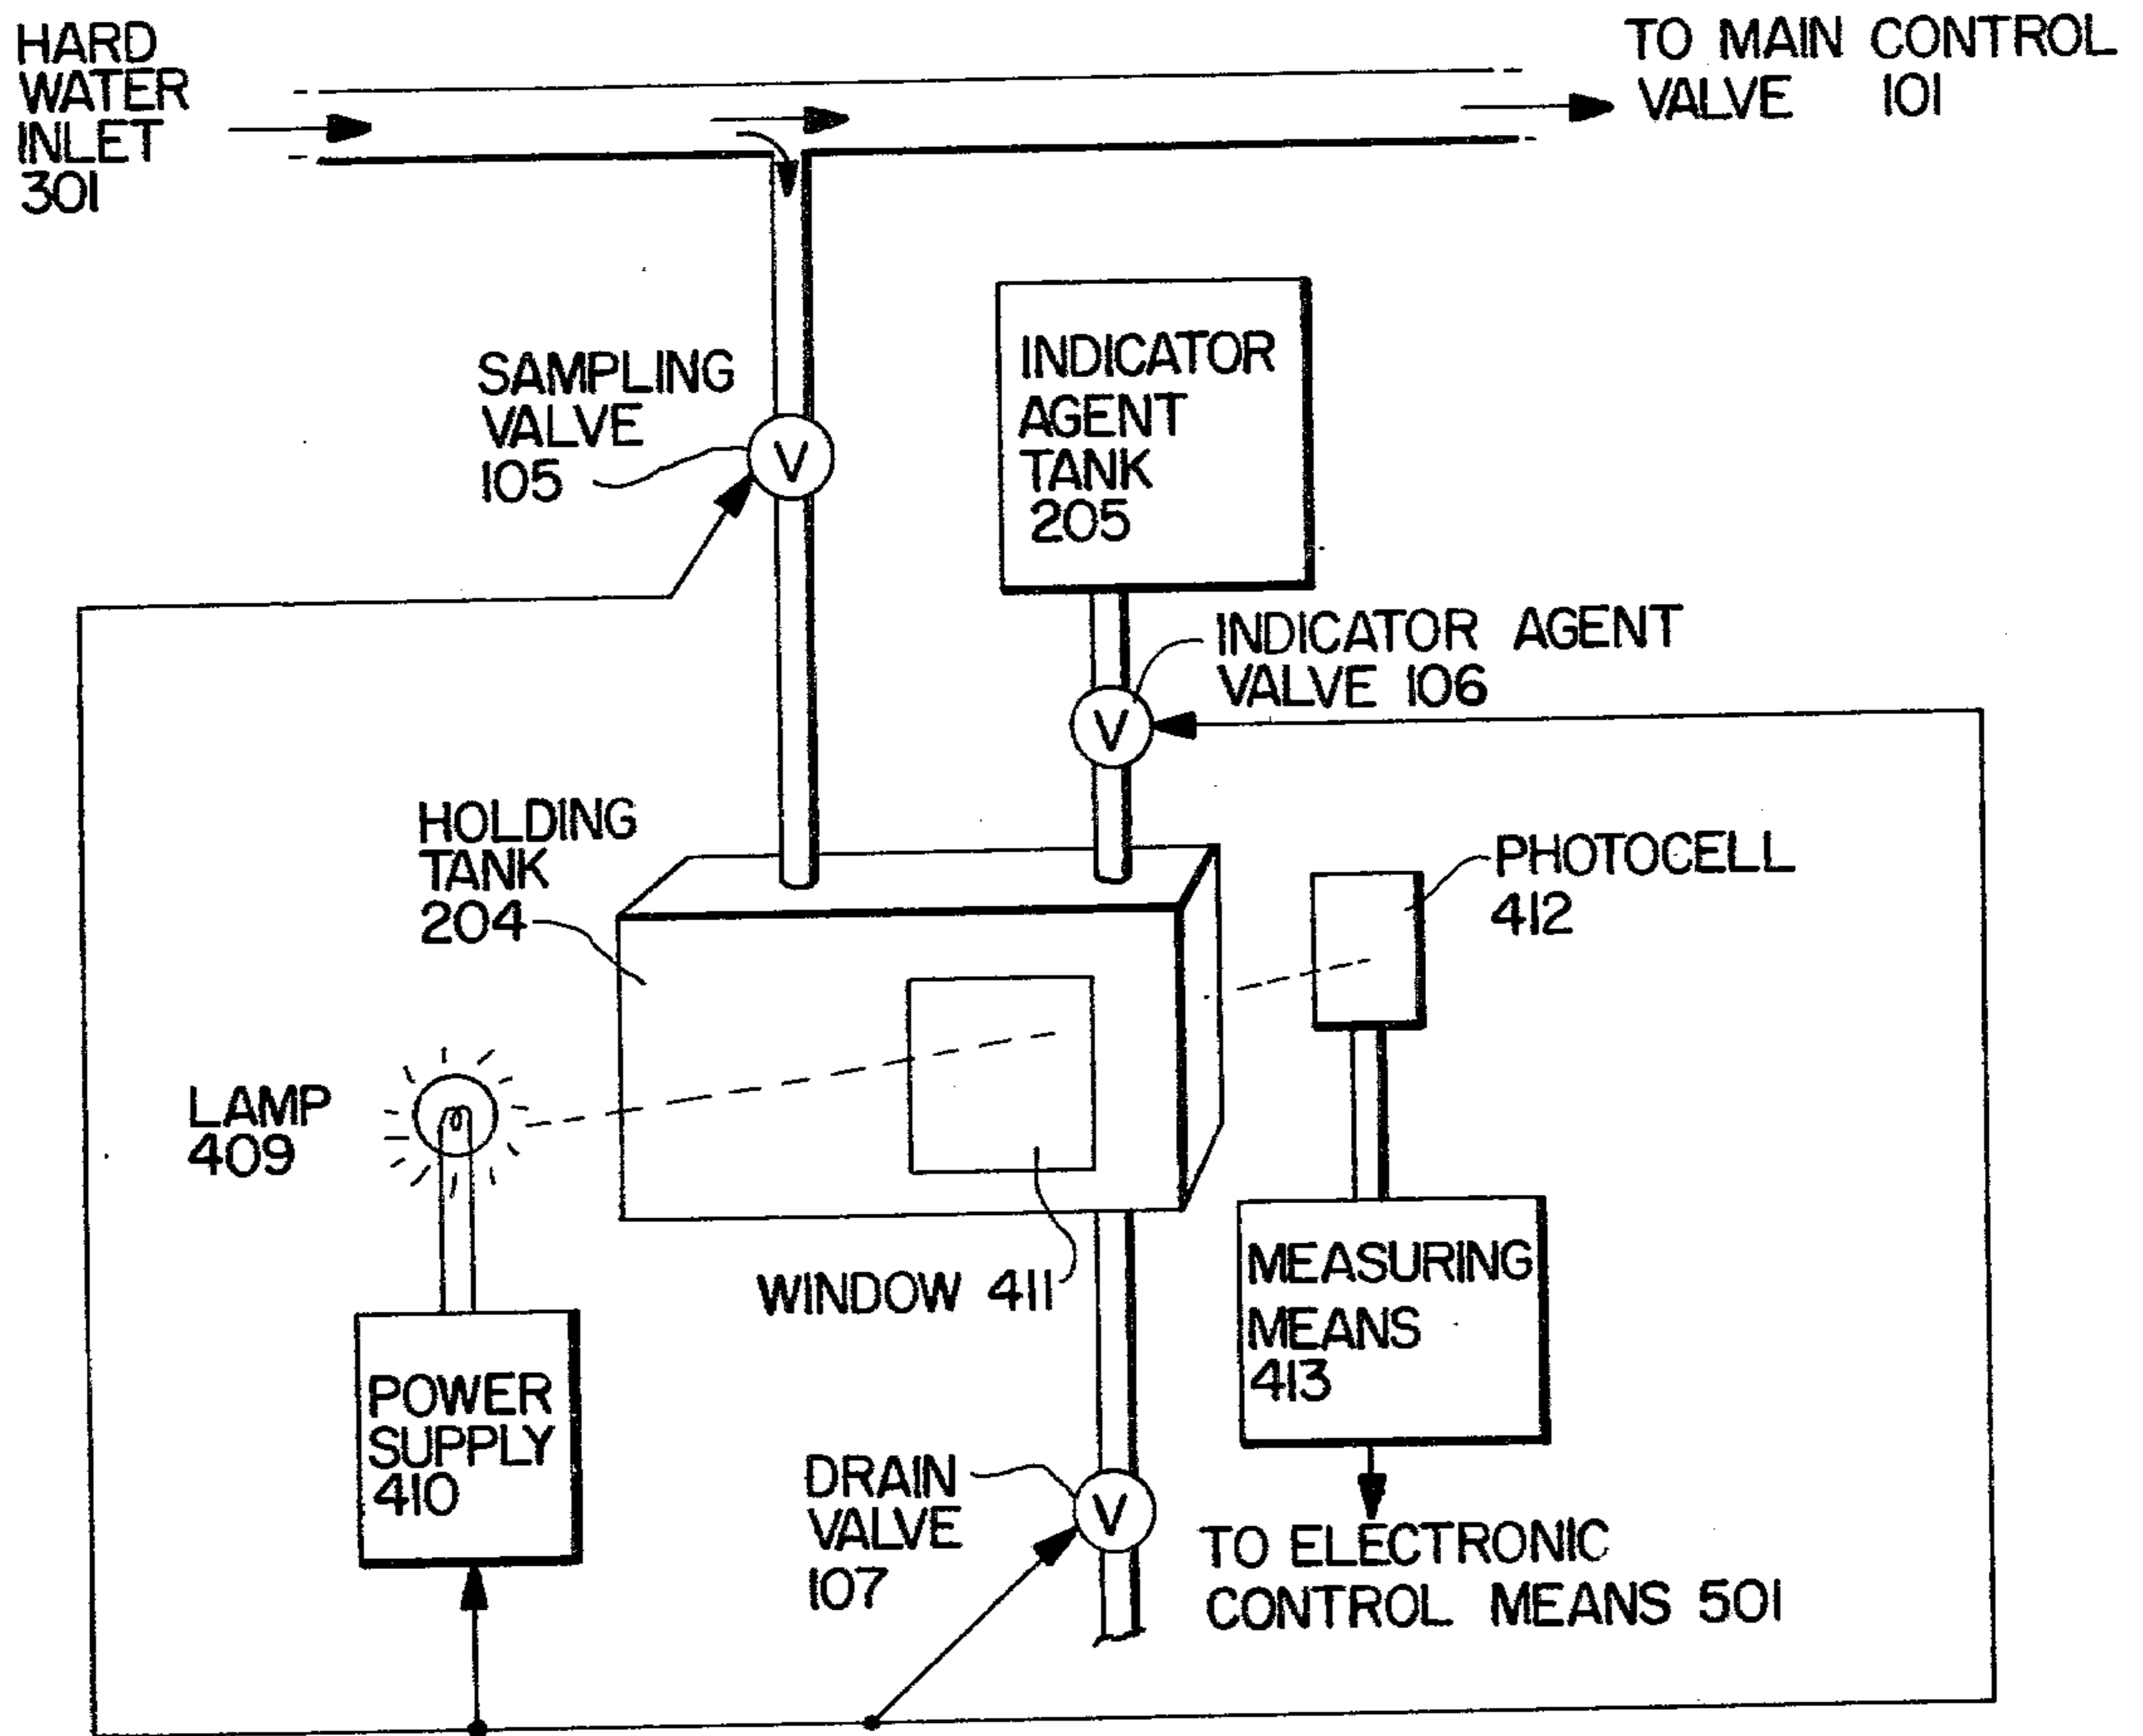 HARD
WATER
INLET
301
TO MAIN CONTROL
VALVE 101
SAMPLING
VALVE
105
V
INDICATOR
AGENT
TANK
205
INDICATOR AGENT
VALVE 106
V
HOLDING
TANK
204
PHOTOCELL
412
LAMP
409
WINDOW 411
MEASURING
MEANS
413
POWER
SUPPLY
410
DRAIN
VALVE
107
V
TO ELECTRONIC
CONTROL MEANS 501